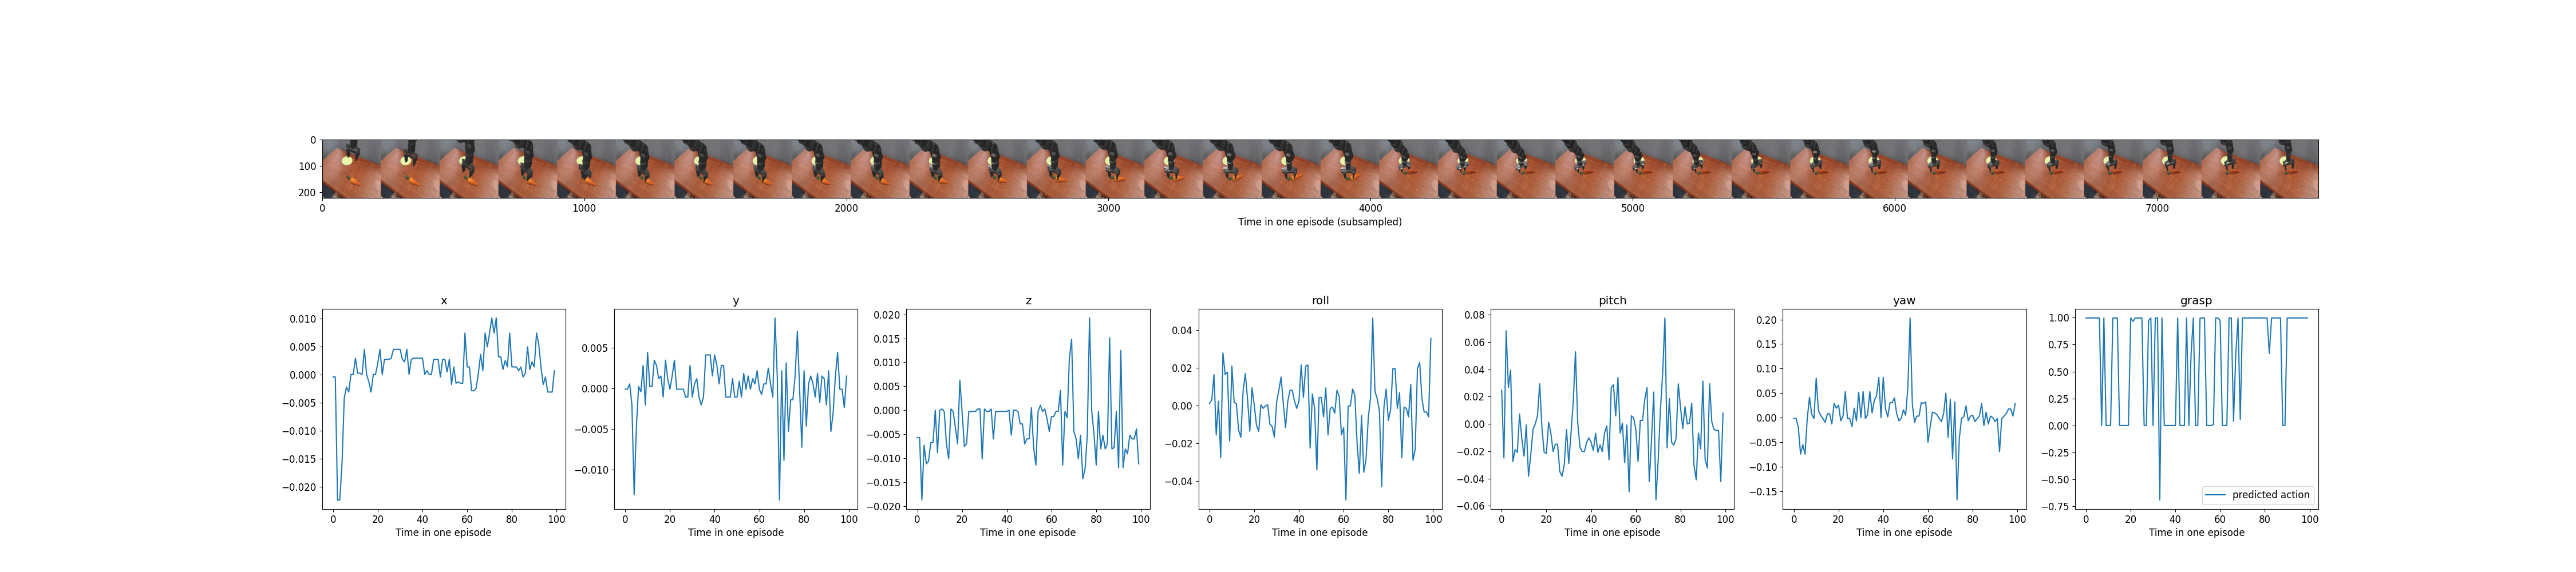 0
100
200
0 1000 2000 3000 4000 5000 6000 7000
Time in one episode (subsampled)
x
0.010
0.005
0.000
−0.005
−0.010
−0.015
−0.020
0 20 40 60 80 100
Time in one episode
y
0.005
0.000
−0.005
−0.010
0 20 40 60 80 100
Time in one episode
z
0.020
0.015
0.010
0.005
0.000
−0.005
−0.010
−0.015
−0.020
0 20 40 60 80 100
Time in one episode
roll
0.04
0.02
0.00
−0.02
−0.04
0 20 40 60 80 100
Time in one episode
pitch
0.08
0.06
0.04
0.02
0.00
−0.02
−0.04
−0.06
0 20 40 60 80 100
Time in one episode
yaw
0.20
0.15
0.10
0.05
0.00
−0.05
−0.10
−0.15
0 20 40 60 80 100
Time in one episode
grasp
1.00
0.75
0.50
0.25
0.00
−0.25
−0.50
−0.75
predicted action
0 20 40 60 80 100
Time in one episode